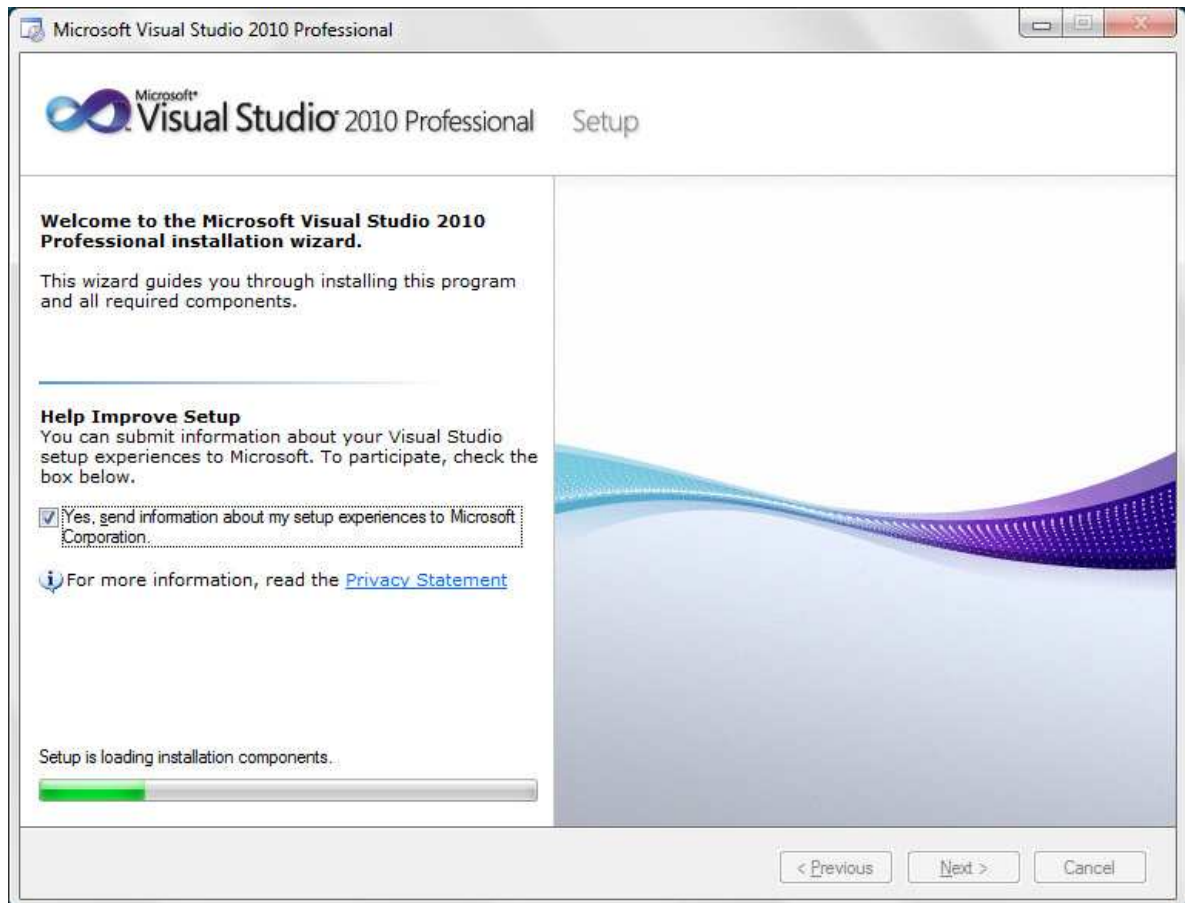 Microsoft Visual Studio 2010 Professional
Microsoft®
Visual Studio® 2010 Professional Setup
Welcome to the Microsoft Visual Studio 2010
Professional installation wizard.
This wizard guides you through installing this program
and all required components.
Help Improve Setup
You can submit information about your Visual Studio
setup experiences to Microsoft. To participate, check the
box below.
Yes, send information about my setup experiences to Microsoft
Corporation.
For more information, read the Privacy Statement
Setup is loading installation components.
< Previous
Next >
Cancel